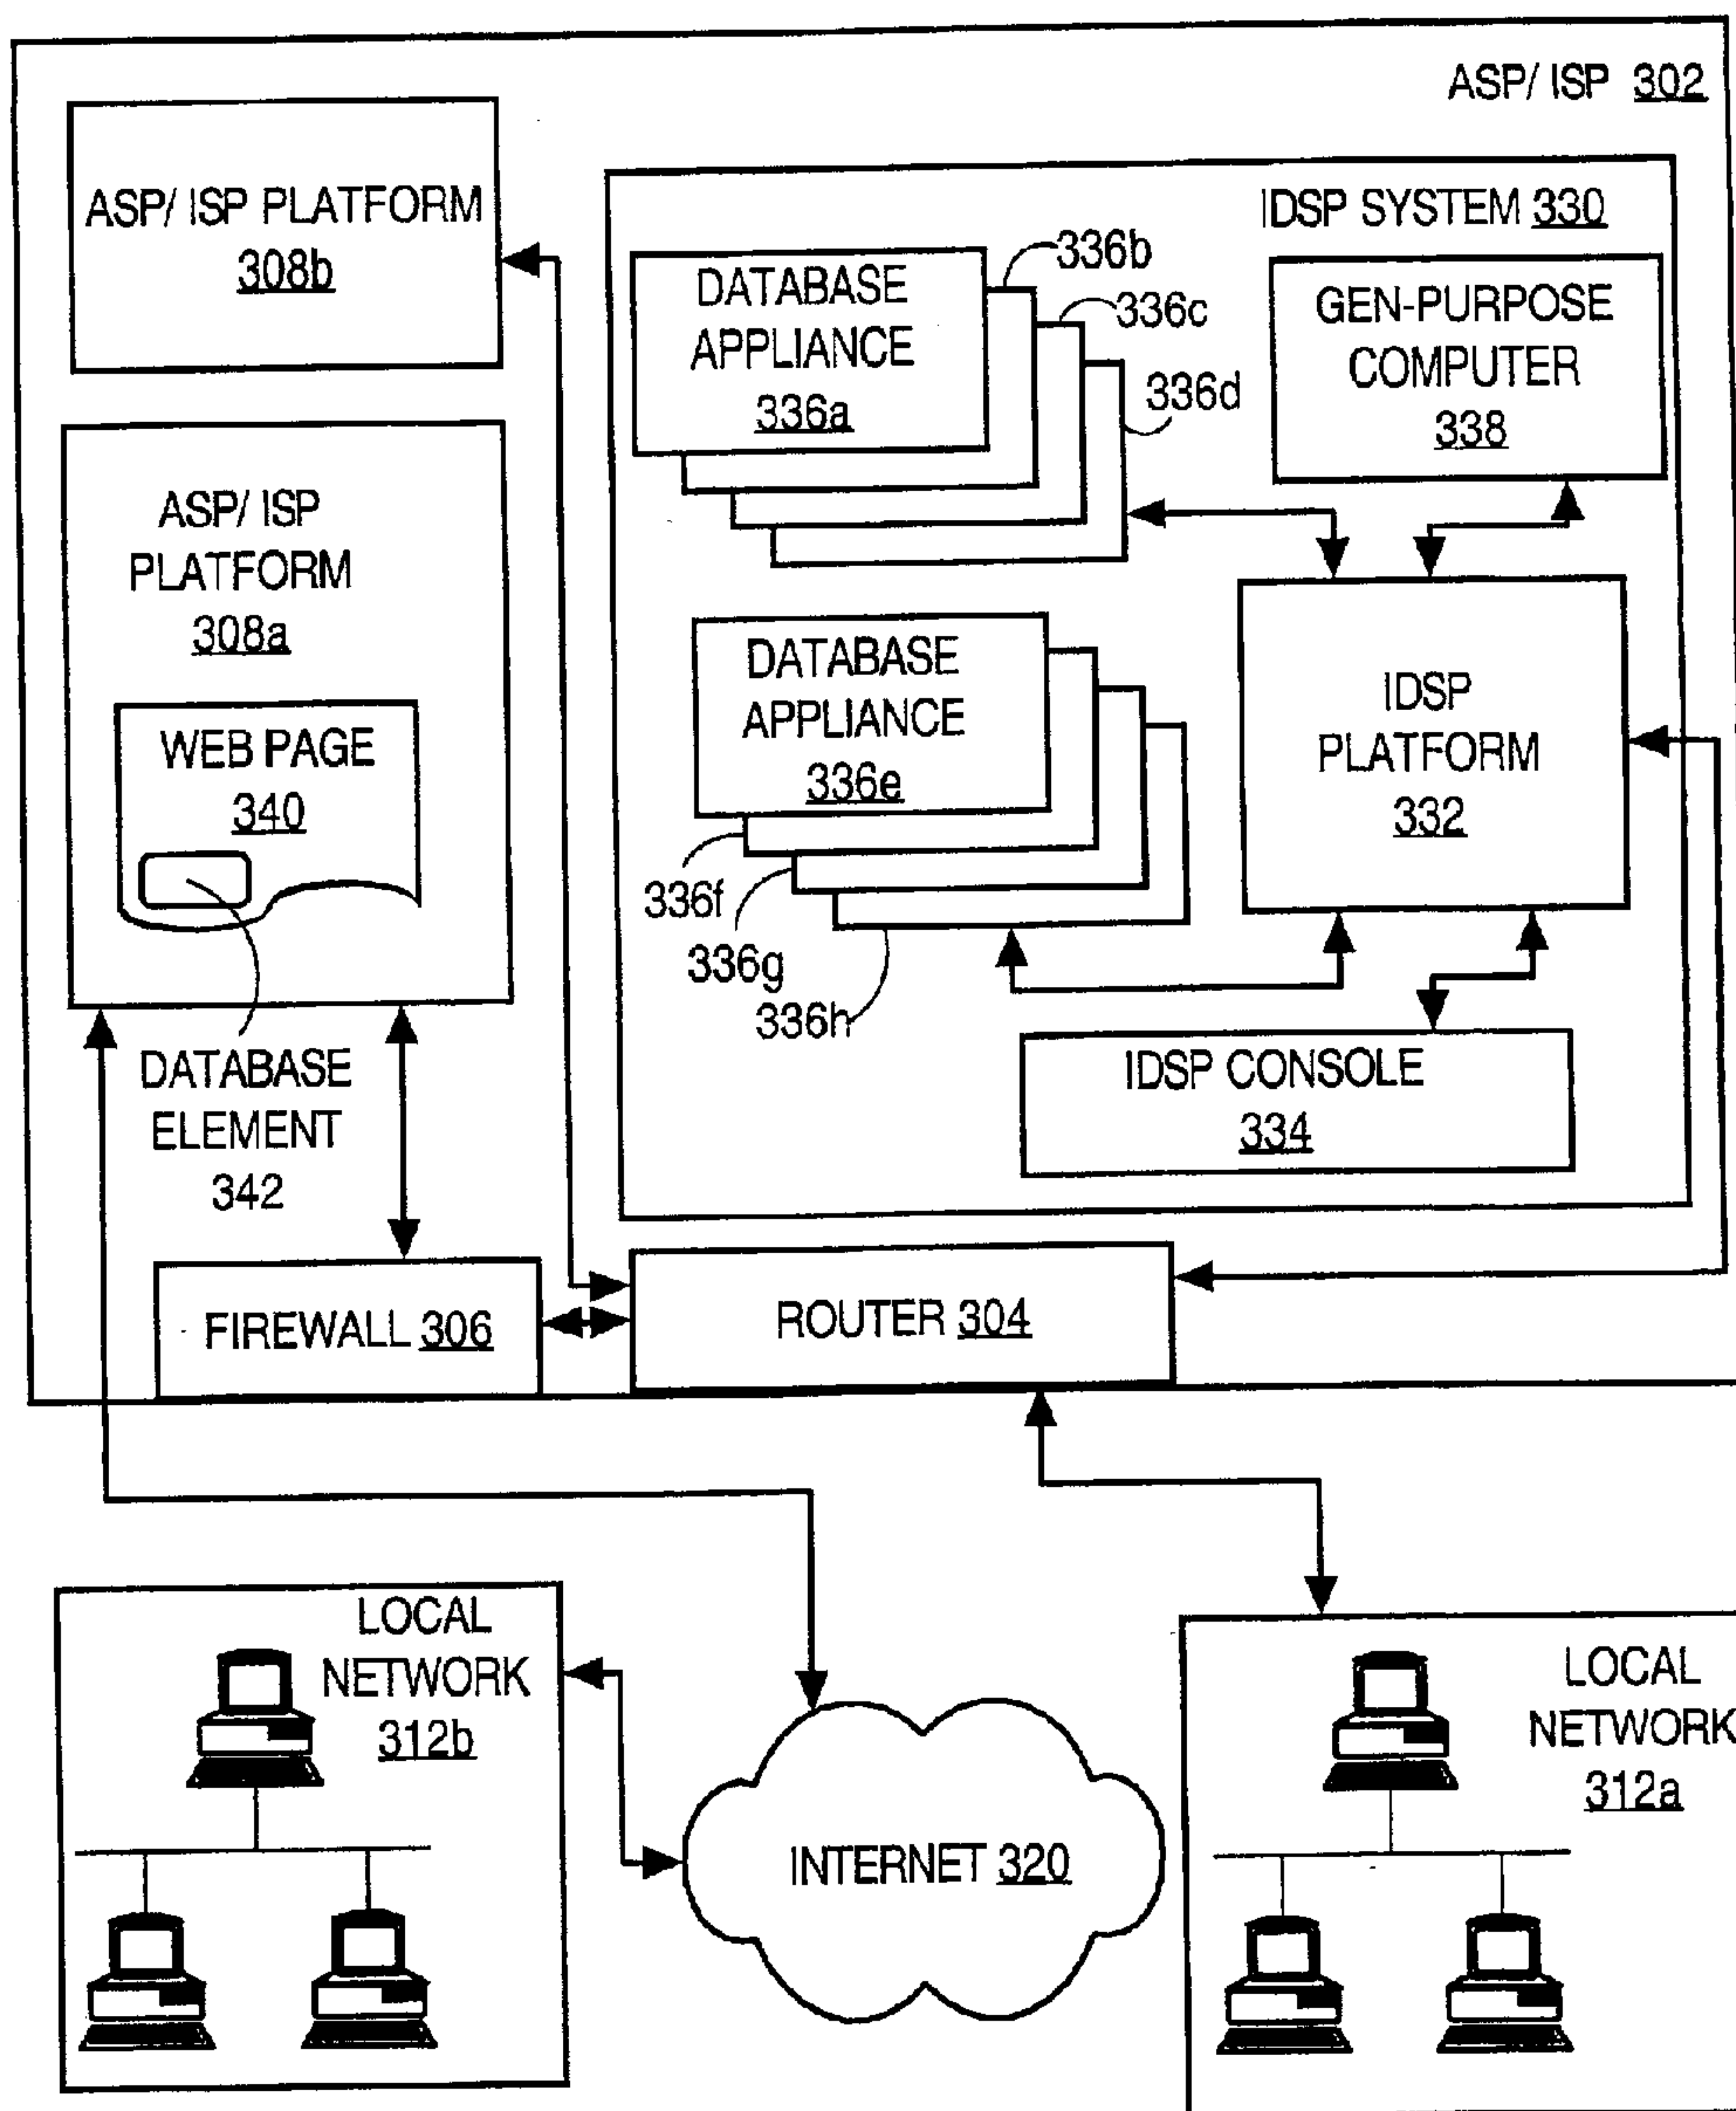 ASP/ ISP 302
ASP/ ISP PLATFORM
308b
IDSP SYSTEM 330
DATABASE
APPLIANCE
336a
336b
336c
336d
GEN-PURPOSE
COMPUTER
338
ASP/ ISP
PLATFORM
308a
WEB PAGE
340
DATABASE
ELEMENT
342
DATABASE
APPLIANCE
336e
336f
336g
336h
IDSP
PLATFORM
332
IDSP CONSOLE
334
FIREWALL 306
ROUTER 304
LOCAL
NETWORK
312b
INTERNET 320
LOCAL
NETWORK
312a